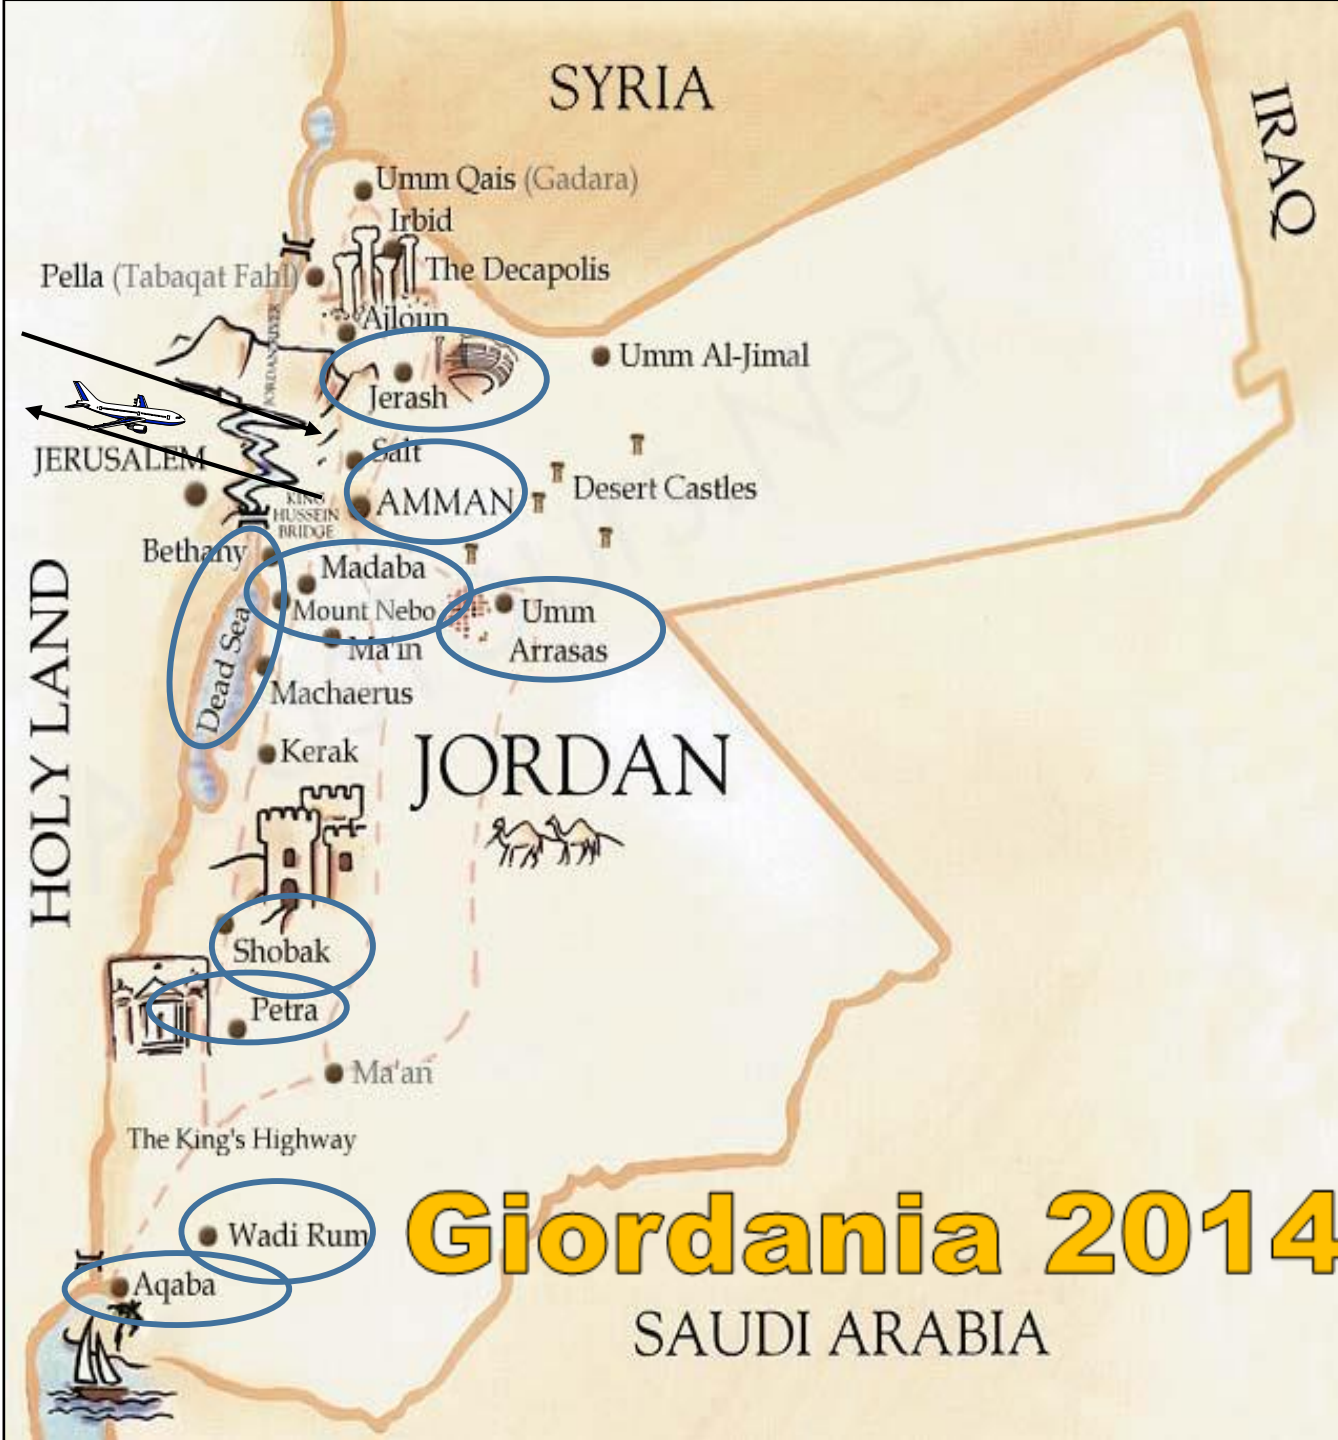 SYRIA
IRAQ
Umm Qais (Gadara)
Irbid
The Decapolis
Pella (Tabaqat Fahl)
Ajloun
JORDAN RIVER
Umm Al-Jimal
Jerash
Salt
JERUSALEM
AMMAN
Desert Castles
KING
HUSSEIN
BRIDGE
Bethany
Madaba
Mount Nebo
Umm
Arrasas
Ma'in
Dead Sea
Machaerus
HOLY LAND
Kerak
JORDAN
Shobak
Petra
Ma'an
The King's Highway
Wadi Rum
Giordania 2014
Aqaba
SAUDI ARABIA